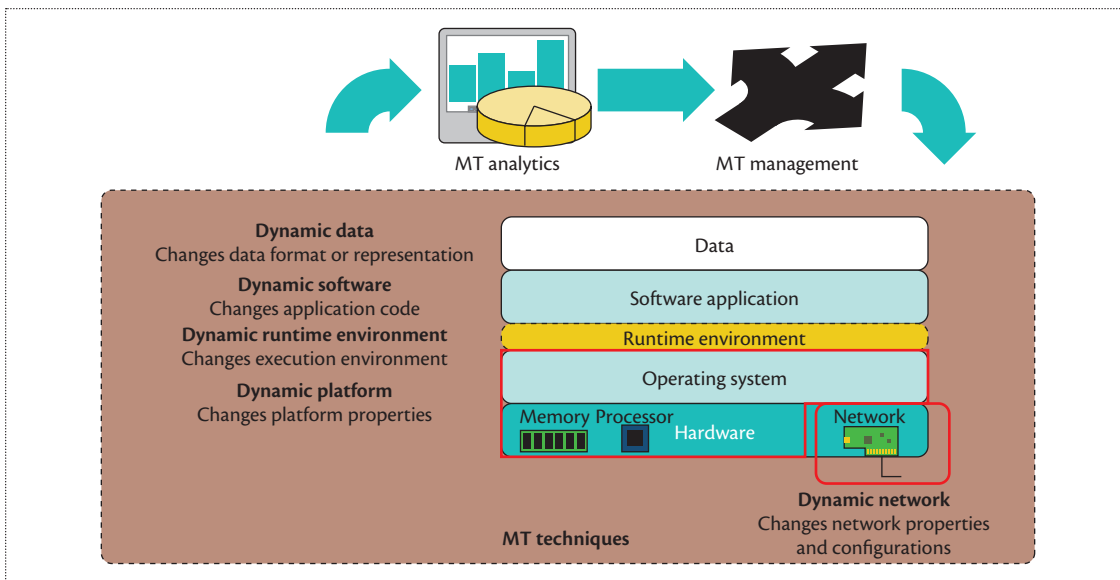 MT analytics
MT management
Dynamic data
Changes data format or representation
Data
Dynamic software
Changes application code
Software application
Dynamic runtime environment
Changes execution environment
Runtime environment
Dynamic platform
Changes platform properties
Operating system
Memory Processor
Hardware
Network
Dynamic network
Changes network properties
and configurations
MT techniques